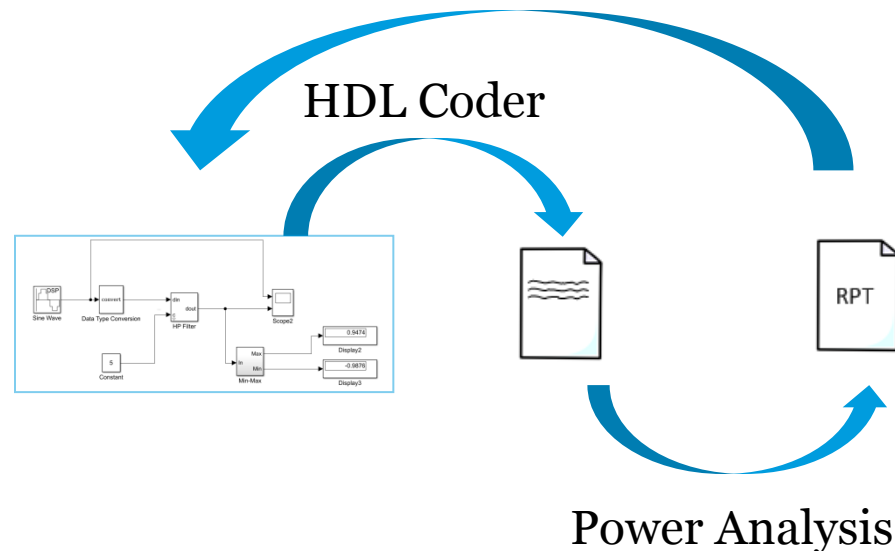 HDL Coder
DSP
Sine Wave
convert
Data Type Conversion
din
dout
HP Filter
Scope2
5
Constant
In
Max
Min
Min-Max
0.9474
Display2
-0.9876
Display3
RPT
Power Analysis